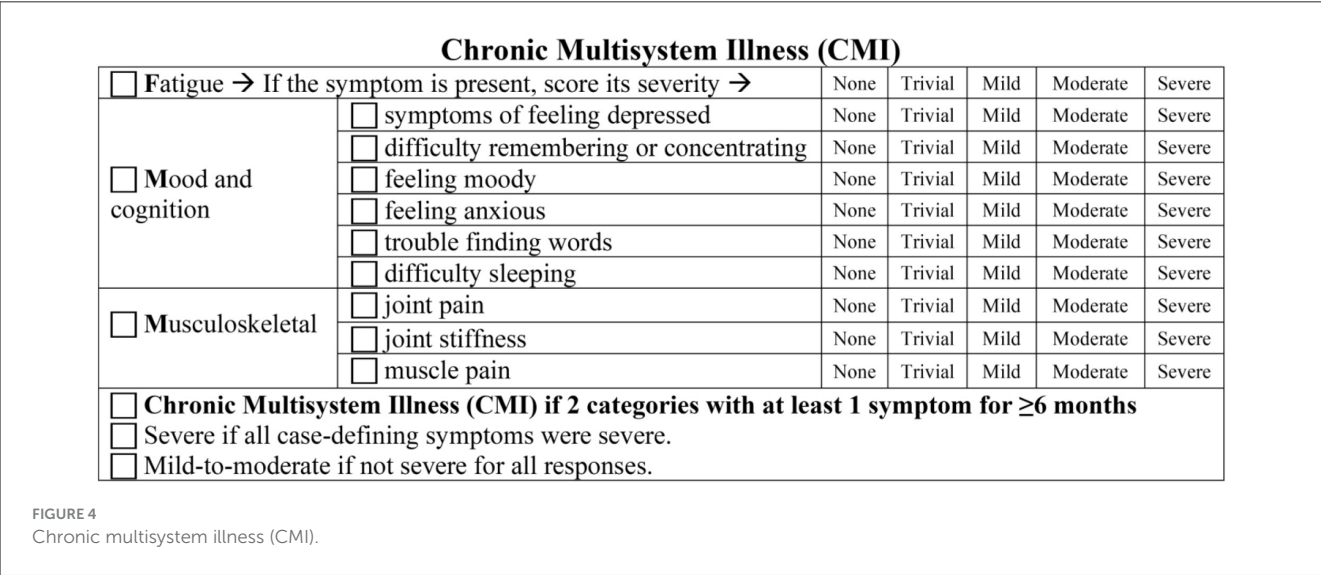 Chronic Multisystem Illness (CMI)
Fatigue → If the symptom is present, score its severity → None Trivial Mild Moderate Severe
Mood and cognition
symptoms of feeling depressed None Trivial Mild Moderate Severe
difficulty remembering or concentrating None Trivial Mild Moderate Severe
feeling moody None Trivial Mild Moderate Severe
feeling anxious None Trivial Mild Moderate Severe
trouble finding words None Trivial Mild Moderate Severe
difficulty sleeping None Trivial Mild Moderate Severe
Musculoskeletal
joint pain None Trivial Mild Moderate Severe
joint stiffness None Trivial Mild Moderate Severe
muscle pain None Trivial Mild Moderate Severe
Chronic Multisystem Illness (CMI) if 2 categories with at least 1 symptom for ≥6 months
Severe if all case-defining symptoms were severe.
Mild-to-moderate if not severe for all responses.
FIGURE 4
Chronic multisystem illness (CMI).